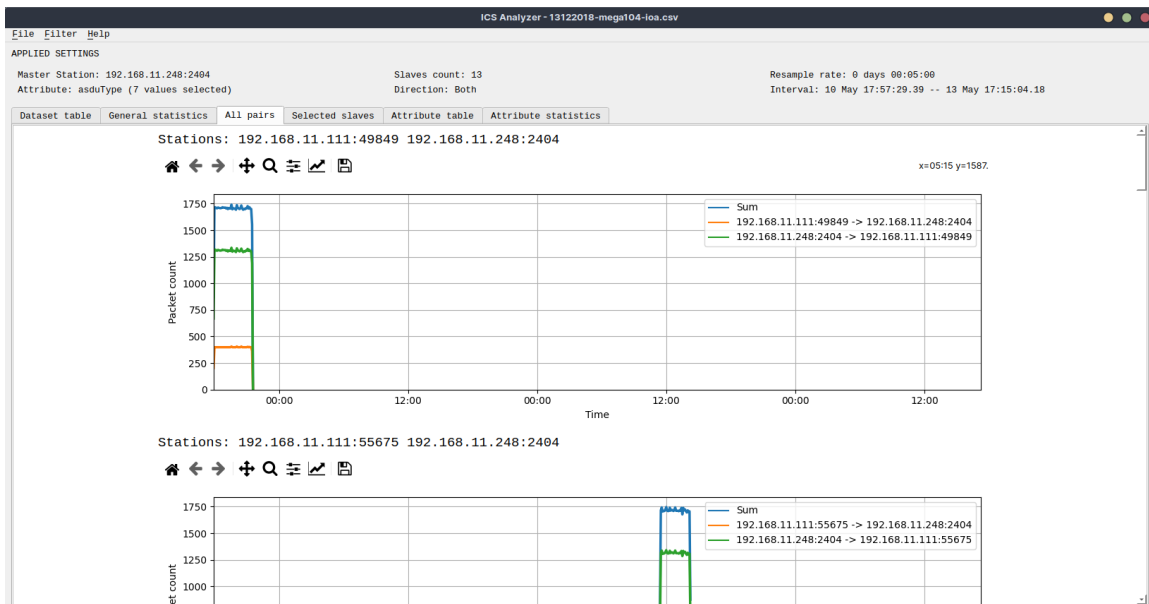 ICS Analyzer - 13122018-mega104-ioa.csv
File Filter Help
APPLIED SETTINGS
Master Station: 192.168.11.248:2404 Slaves count: 13 Resample rate: 0 days 00:05:00
Attribute: asduType (7 values selected) Direction: Both Interval: 10 May 17:57:29.39 -- 13 May 17:15:04.18
Dataset table General statistics All pairs Selected slaves Attribute table Attribute statistics
Stations: 192.168.11.111:49849 192.168.11.248:2404
x=05:15 y=1587.
1750
1500
1250
1000
750
500
250
0
Packet count
Sum
192.168.11.111:49849 -> 192.168.11.248:2404
192.168.11.248:2404 -> 192.168.11.111:49849
00:00 12:00 00:00 12:00 00:00 12:00
Time
Stations: 192.168.11.111:55675 192.168.11.248:2404
1750
1500
1250
1000
et count
Sum
192.168.11.111:55675 -> 192.168.11.248:2404
192.168.11.248:2404 -> 192.168.11.111:55675